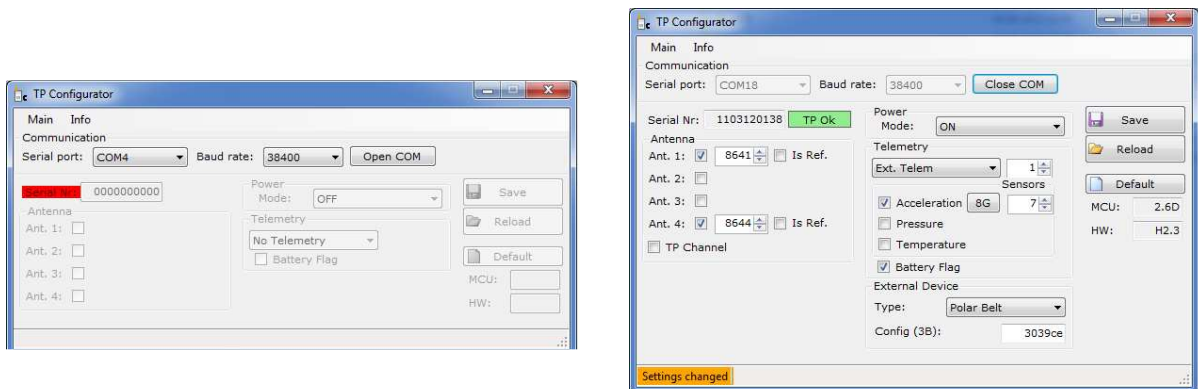 TP Configurator
Main Info
Communication
Serial port: COM4 Baud rate: 38400 Open COM
Serial Nr: 0000000000
Power
Mode: OFF
Save
Antenna
Ant. 1:
Telemetry
No Telemetry
Reload
Ant. 2:
Battery Flag
Default
Ant. 3:
MCU:
Ant. 4:
HW:
TP Configurator
Main Info
Communication
Serial port: COM18 Baud rate: 38400 Close COM
Serial Nr: 1103120138 TP Ok
Power
Mode: ON
Save
Antenna
Telemetry
Ant. 1: 8641 Is Ref.
Ext. Telem 1
Reload
Ant. 2:
Sensors
Default
Ant. 3:
Acceleration 8G 7
MCU: 2.6D
Ant. 4: 8644 Is Ref.
Pressure
HW: H2.3
TP Channel
Temperature
Battery Flag
External Device
Type: Polar Belt
Config (3B): 3039ce
Settings changed